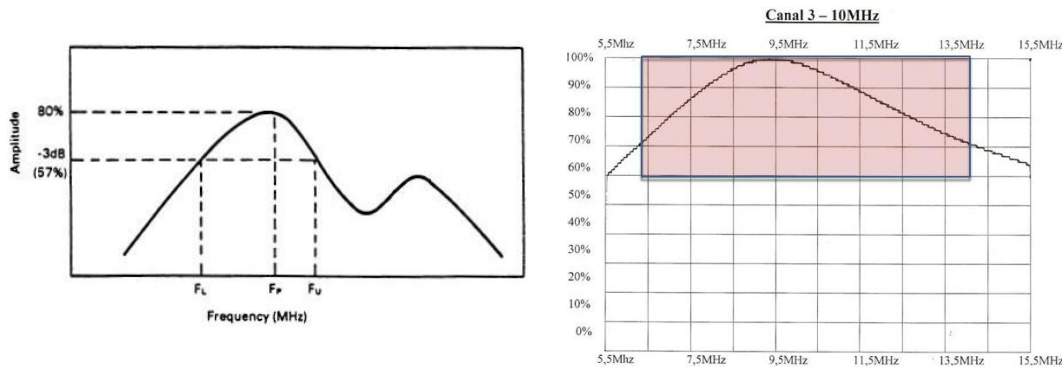 Amplitude
80%
-3dB
(57%)
FL FP FU
Frequency (MHz)
Canal 3 – 10MHz
5,5Mhz 7,5MHz 9,5MHz 11,5MHz 13,5MHz 15,5MHz
100%
90%
80%
70%
60%
50%
40%
30%
20%
10%
0%
5,5Mhz 7,5MHz 9,5MHz 11,5MHz 13,5MHz 15,5MHz